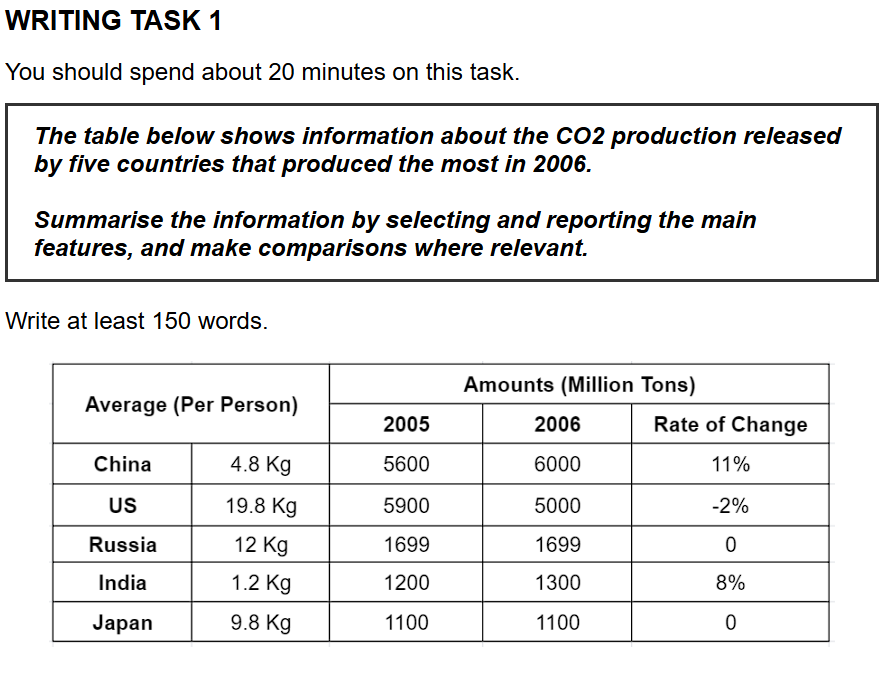 WRITING TASK 1
You should spend about 20 minutes on this task.
The table below shows information about the CO2 production released
by five countries that produced the most in 2006.
Summarise the information by selecting and reporting the main
features, and make comparisons where relevant.
Write at least 150 words.
Average (Per Person) Amounts (Million Tons)
2005 2006 Rate of Change
China 4.8 Kg 5600 6000 11%
US 19.8 Kg 5900 5000 -2%
Russia 12 Kg 1699 1699 0
India 1.2 Kg 1200 1300 8%
Japan 9.8 Kg 1100 1100 0